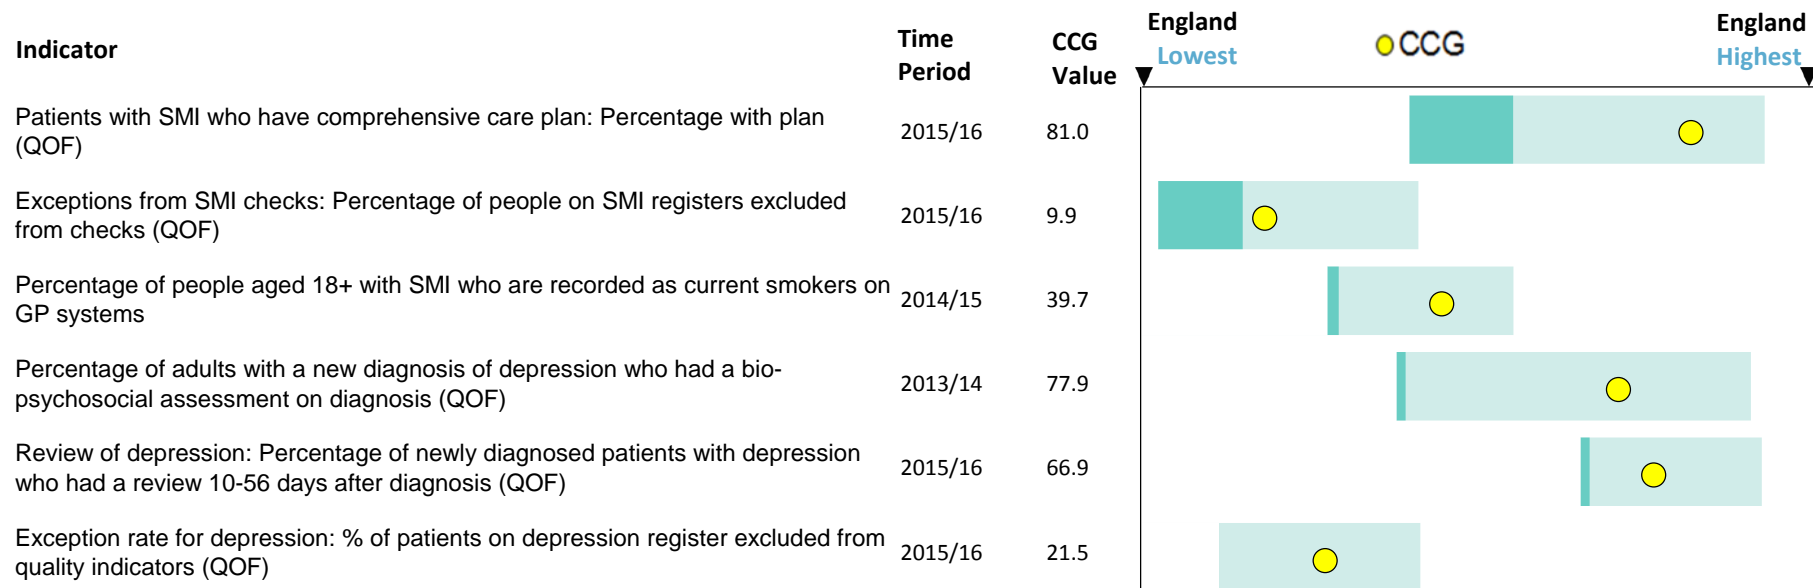 Indicator
Time
Period
CCG
Value
England
Lowest
CCG
England
Highest
Patients with SMI who have comprehensive care plan: Percentage with plan
(QOF)
2015/16
81.0
Exceptions from SMI checks: Percentage of people on SMI registers excluded
from checks (QOF)
2015/16
9.9
Percentage of people aged 18+ with SMI who are recorded as current smokers on
GP systems
2014/15
39.7
Percentage of adults with a new diagnosis of depression who had a bio-
psychosocial assessment on diagnosis (QOF)
2013/14
77.9
Review of depression: Percentage of newly diagnosed patients with depression
who had a review 10-56 days after diagnosis (QOF)
2015/16
66.9
Exception rate for depression: % of patients on depression register excluded from
quality indicators (QOF)
2015/16
21.5